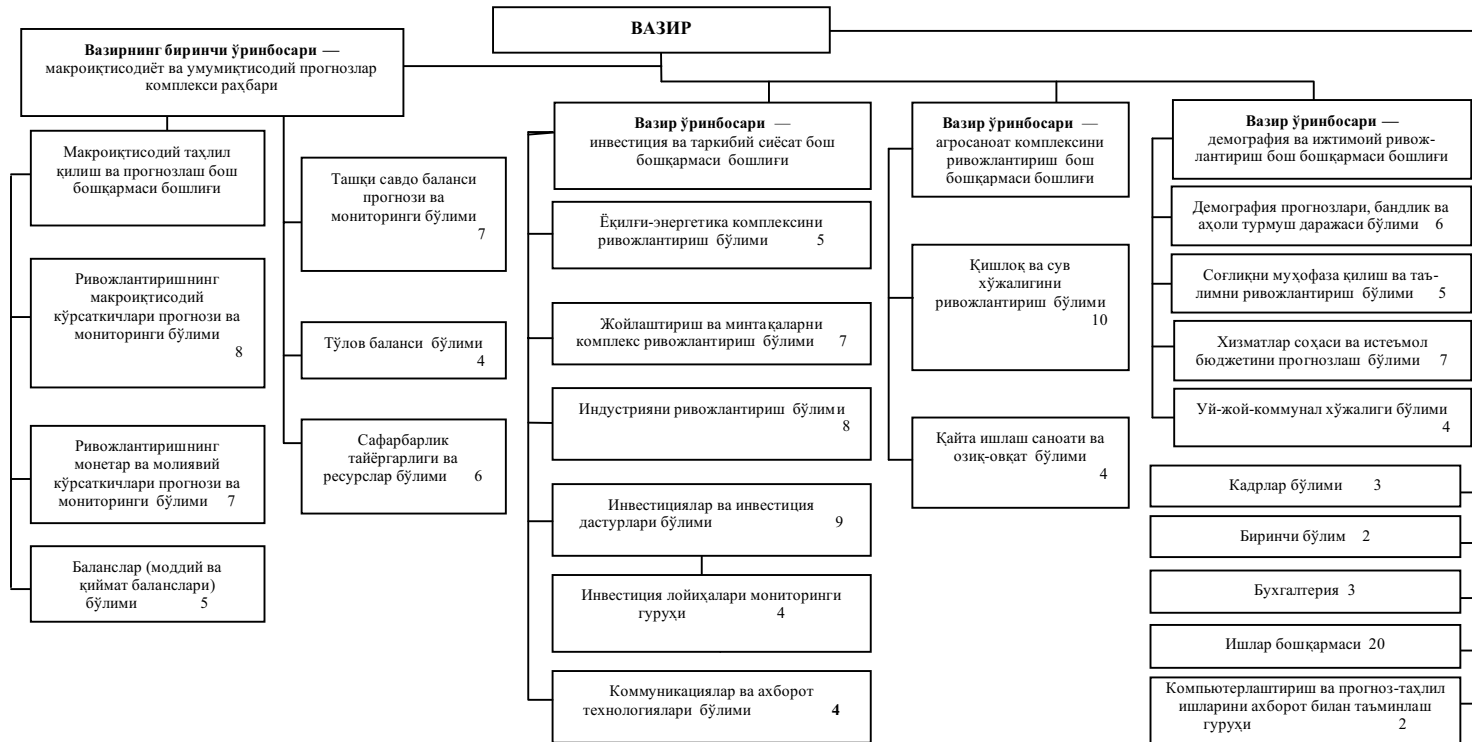 ВАЗИР
Вазирнинг биринчи ўринбосари —
макроиқтисодиёт ва умумиқтисодий прогнозлар
комплекси раҳбари
Макроиқтисодий таҳлил
қилиш ва прогнозлаш бош
бошқармаси бошлиғи
Ривожлантиришнинг
макроиқтисодий
кўрсаткичлари прогнози ва
мониторинги бўлими
8
Ривожлантиришнинг
монетар ва молиявий
кўрсаткичлари прогнози ва
мониторинги бўлими 7
Баланслар (моддий ва
қиймат баланслари)
бўлими 5
Ташқи савдо баланси
прогнози ва
мониторинги бўлими
7
Тўлов баланси бўлими
4
Сафарбарлик
тайёргарлиги ва
ресурслар бўлими 6
Вазир ўринбосари —
инвестиция ва таркибий сиёсат бош
бошқармаси бошлиғи
Ёқилғи-энергетика комплексини
ривожлантириш бўлими 5
Жойлаштириш ва минтақаларни
комплекс ривожлантириш бўлими 7
Индустрияни ривожлантириш бўлими
8
Инвестициялар ва инвестиция
дастурлари бўлими 9
Инвестиция лойиҳалари мониторинги
гуруҳи 4
Коммуникациялар ва ахборот
технологиялари бўлими 4
Вазир ўринбосари —
агросаноат комплексини
ривожлантириш бош
бошқармаси бошлиғи
Қишлоқ ва сув
хўжалигини
ривожлантириш бўлими
10
Қайта ишлаш саноати ва
озиқ-овқат бўлими
4
Вазир ўринбосари —
демография ва ижтимоий ривож-
лантириш бош бошқармаси бошлиғи
Демография прогнозлари, бандлик ва
аҳоли турмуш даражаси бўлими 6
Соғлиқни муҳофаза қилиш ва таъ-
лимни ривожлантириш бўлими 5
Хизматлар соҳаси ва истеъмол
бюджетини прогнозлаш бўлими 7
Уй-жой-коммунал хўжалиги бўлими
4
Кадрлар бўлими 3
Биринчи бўлим 2
Бухгалтерия 3
Ишлар бошқармаси 20
Компьютерлаштириш ва прогноз-таҳлил
ишларини ахборот билан таъминлаш
гуруҳи 2